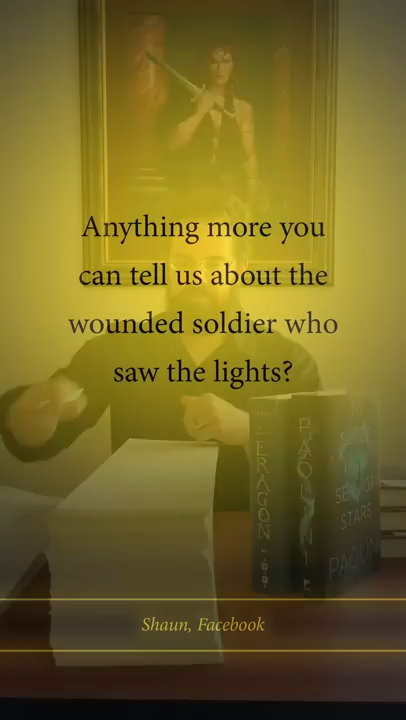 Anything more you
can tell us about the
wounded soldier who
saw the lights?
ERAGON
PAOLINI
SEA OF
STARS
PAOLINI
Shaun, Facebook